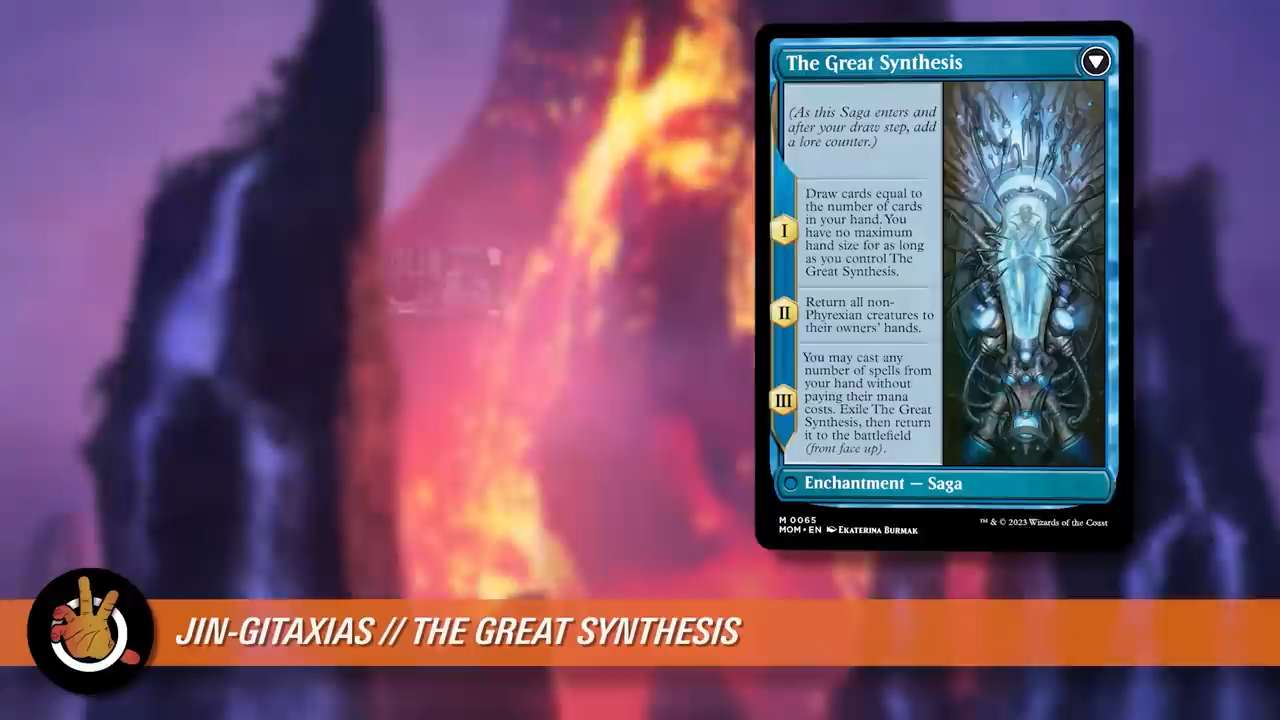 The Great Synthesis
(As this Saga enters and
after your draw step, add
a lore counter.)
I
Draw cards equal to
the number of cards
in your hand. You
have no maximum
hand size for as long
as you control The
Great Synthesis.
II
Return all non-
Phyrexian creatures to
their owners' hands.
III
You may cast any
number of spells from
your hand without
paying their mana
costs. Exile The Great
Synthesis, then return
it to the battlefield
(front face up).
Enchantment — Saga
M 0065
MOM • EN EKATERINA BURMAK
™ & © 2023 Wizards of the Coast
JIN-GITAXIAS // THE GREAT SYNTHESIS